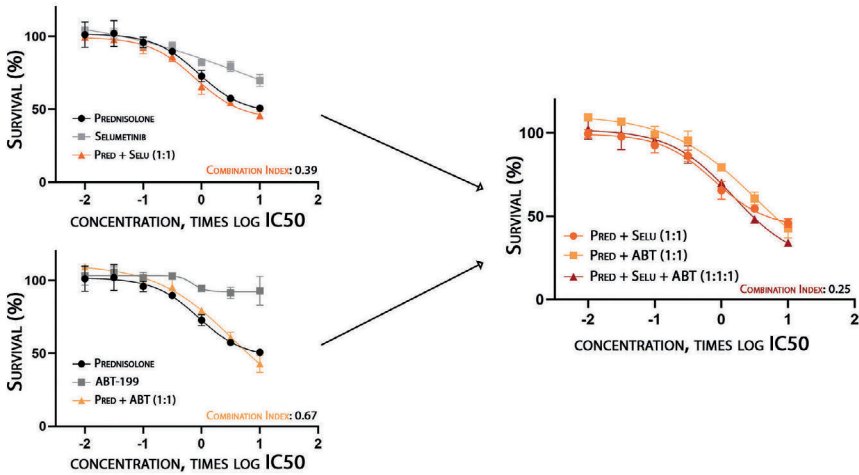 SURVIVAL (%)
100
50
0
PREDNISOLONE
SELUMETINIB
PRED + SELU (1:1)
COMBINATION INDEX: 0.39
-2 -1 0 1 2
CONCENTRATION, TIMES LOG IC50
SURVIVAL (%)
100
50
0
PREDNISOLONE
ABT-199
PRED + ABT (1:1)
COMBINATION INDEX: 0.67
-2 -1 0 1 2
CONCENTRATION, TIMES LOG IC50
SURVIVAL (%)
100
50
0
PRED + SELU (1:1)
PRED + ABT (1:1)
PRED + SELU + ABT (1:1:1)
COMBINATION INDEX: 0.25
-2 -1 0 1 2
CONCENTRATION, TIMES LOG IC50